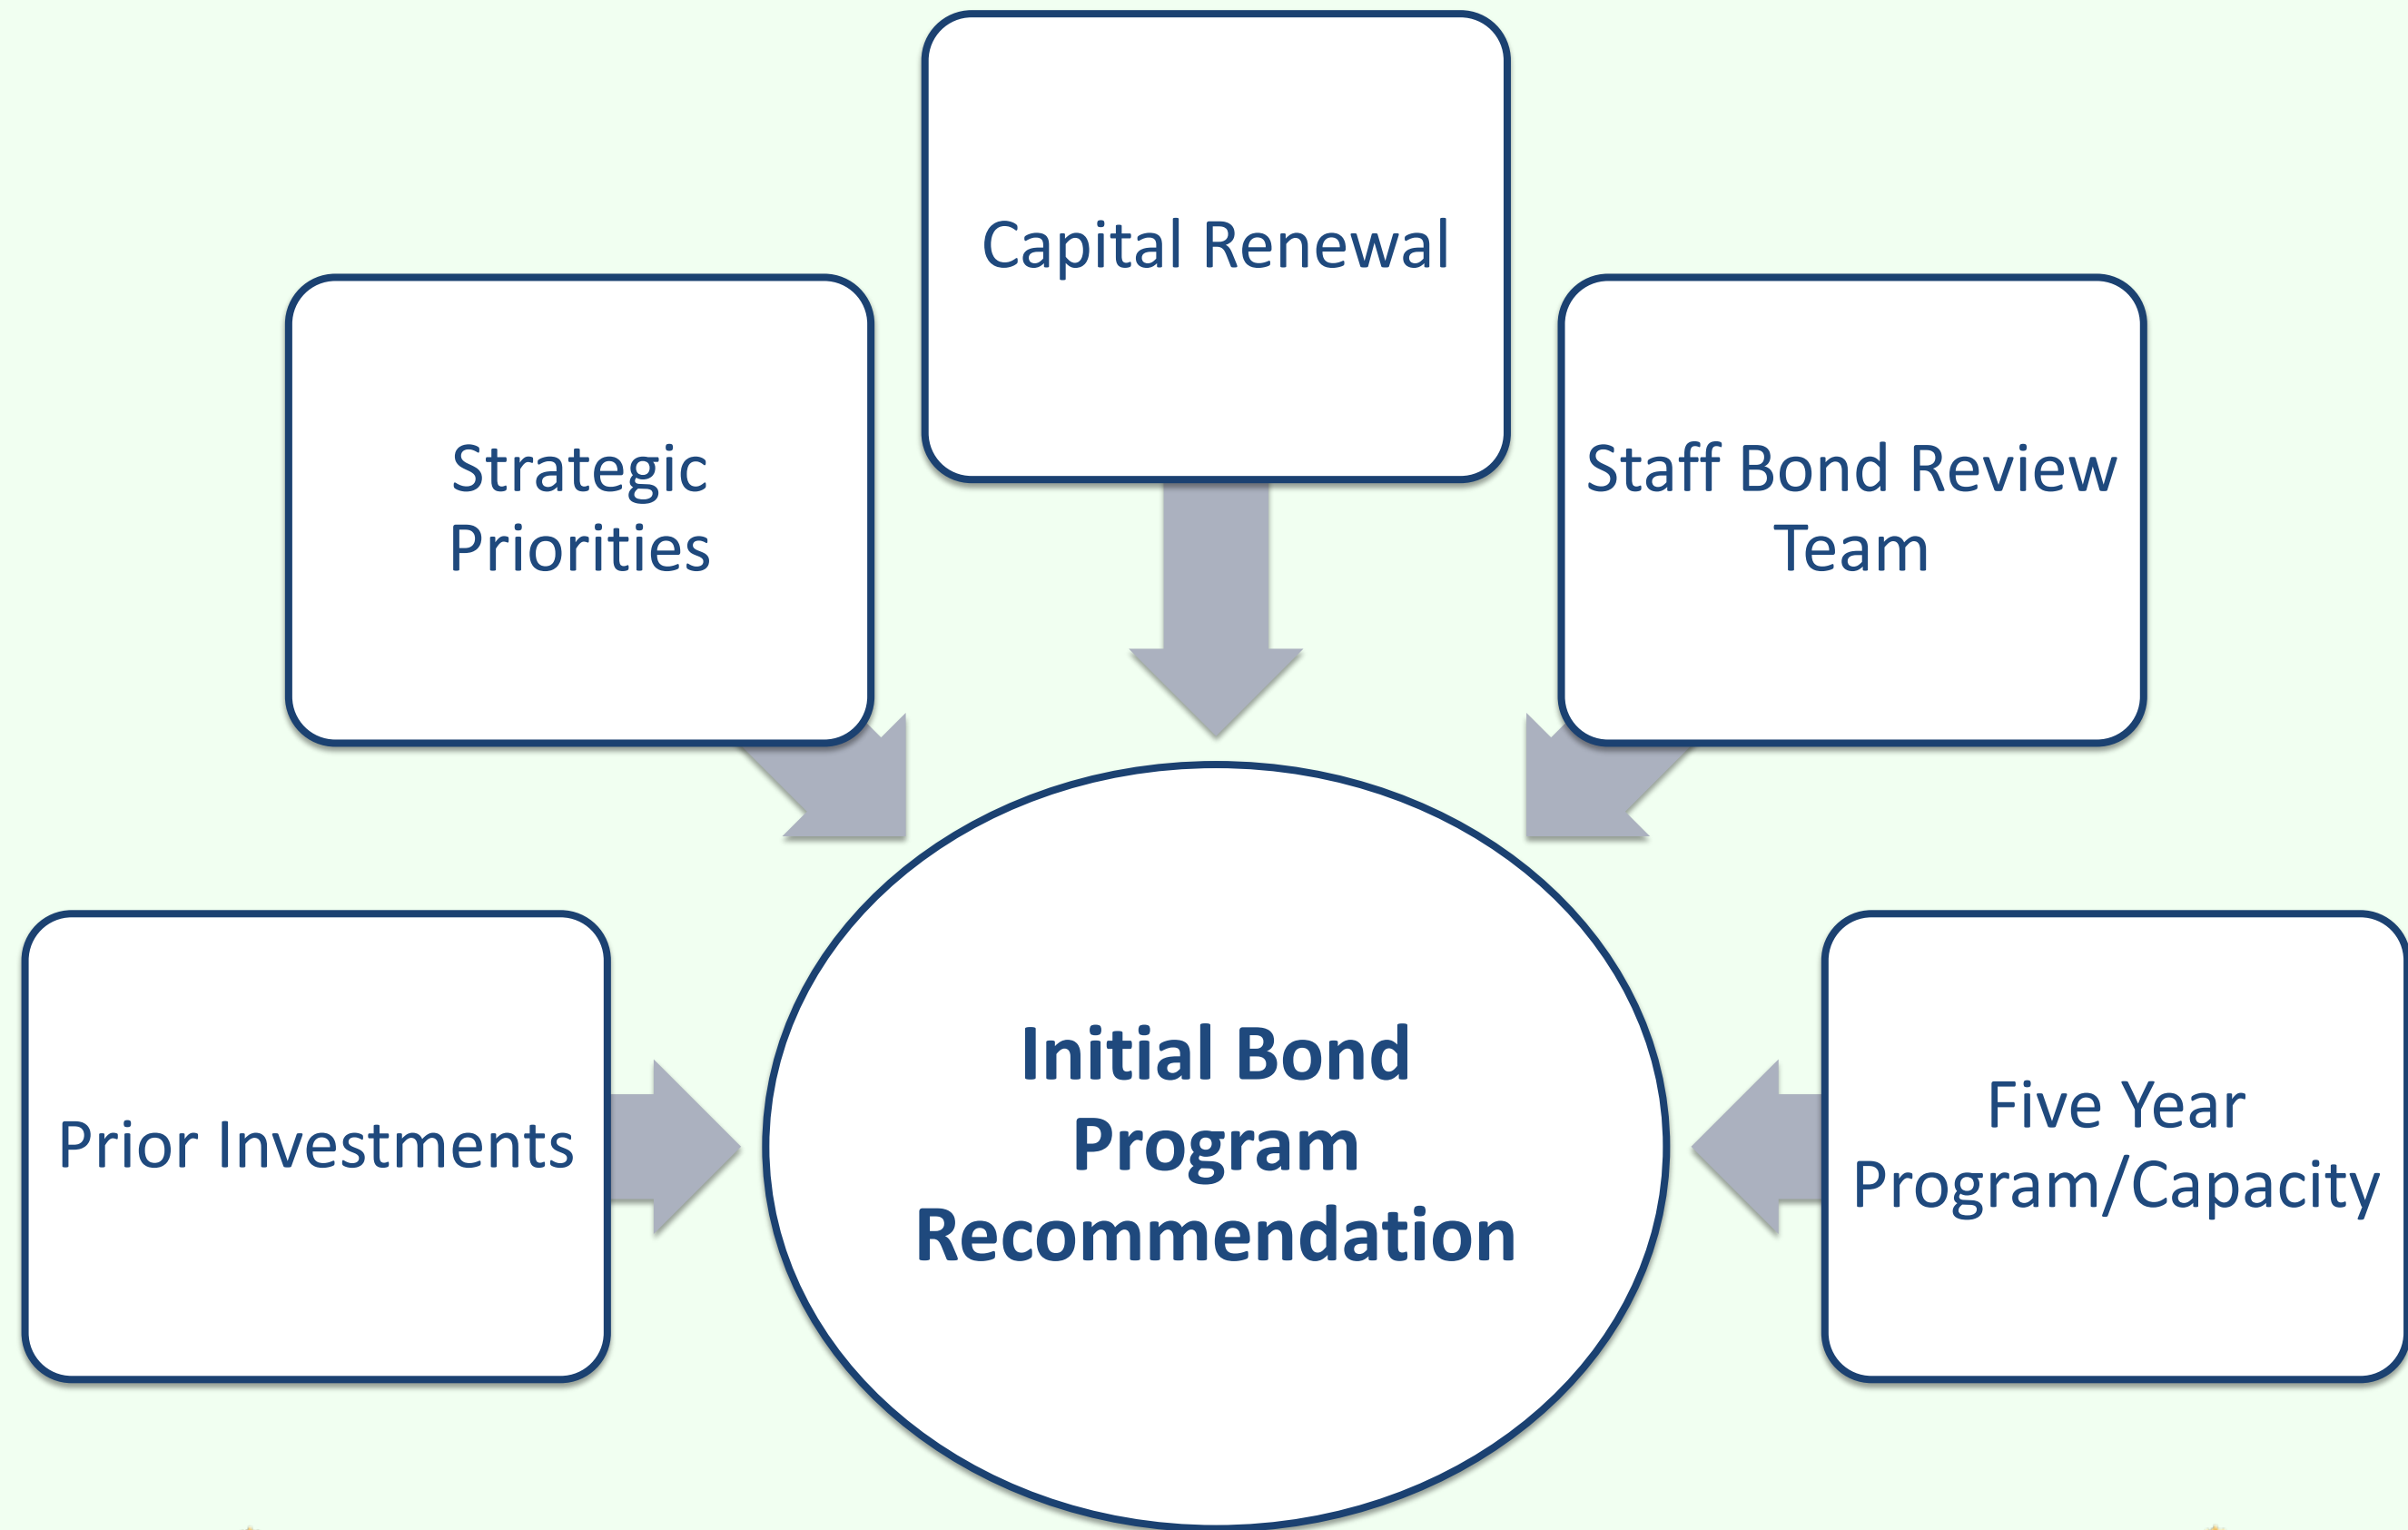 Capital Renewal
Strategic
Priorities
Staff Bond Review
Team
Prior Investments
Initial Bond
Program
Recommendation
Five Year
Program/Capacity